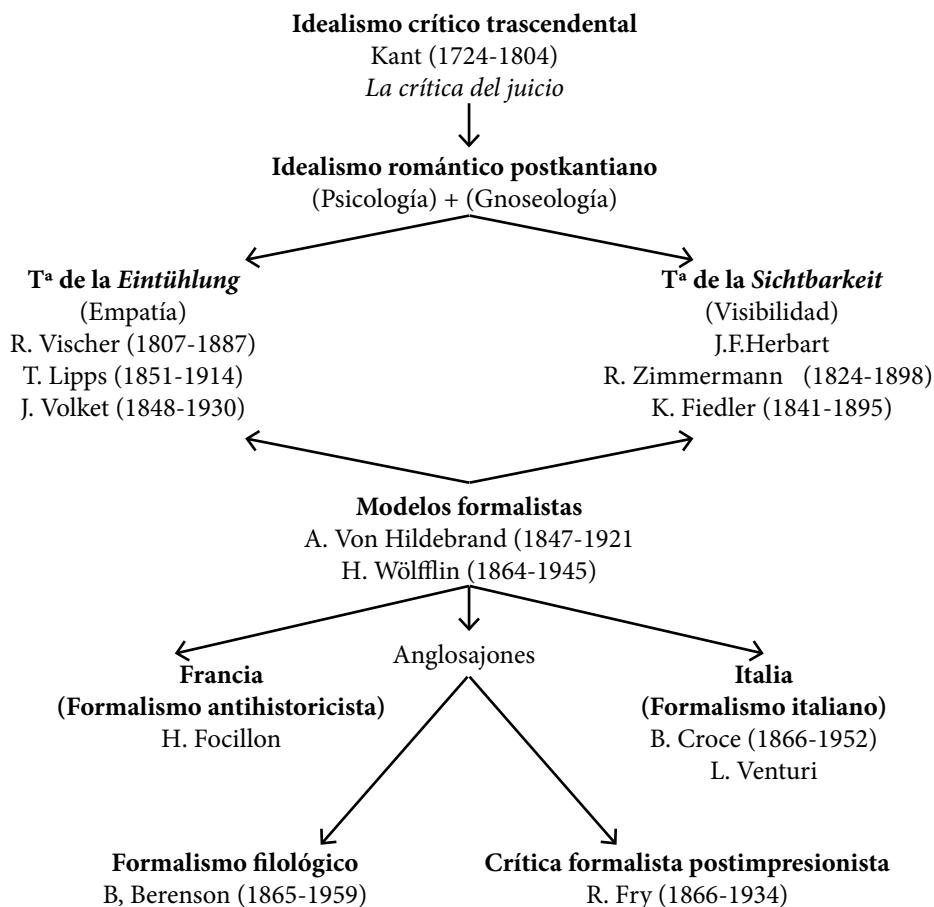 Idealismo crítico trascendental
Kant (1724-1804)
La crítica del juicio
Idealismo romántico postkantiano
(Psicología) + (Gnoseología)
Tª de la Eintühlung
(Empatía)
R. Vischer (1807-1887)
T. Lipps (1851-1914)
J. Volket (1848-1930)
Tª de la Sichtbarkeit
(Visibilidad)
J.F.Herbart
R. Zimmermann (1824-1898)
K. Fiedler (1841-1895)
Modelos formalistas
A. Von Hildebrand (1847-1921
H. Wölfflin (1864-1945)
Francia
(Formalismo antihistoricista)
H. Focillon
Anglosajones
Italia
(Formalismo italiano)
B. Croce (1866-1952)
L. Venturi
Formalismo filológico
B, Berenson (1865-1959)
Crítica formalista postimpresionista
R. Fry (1866-1934)